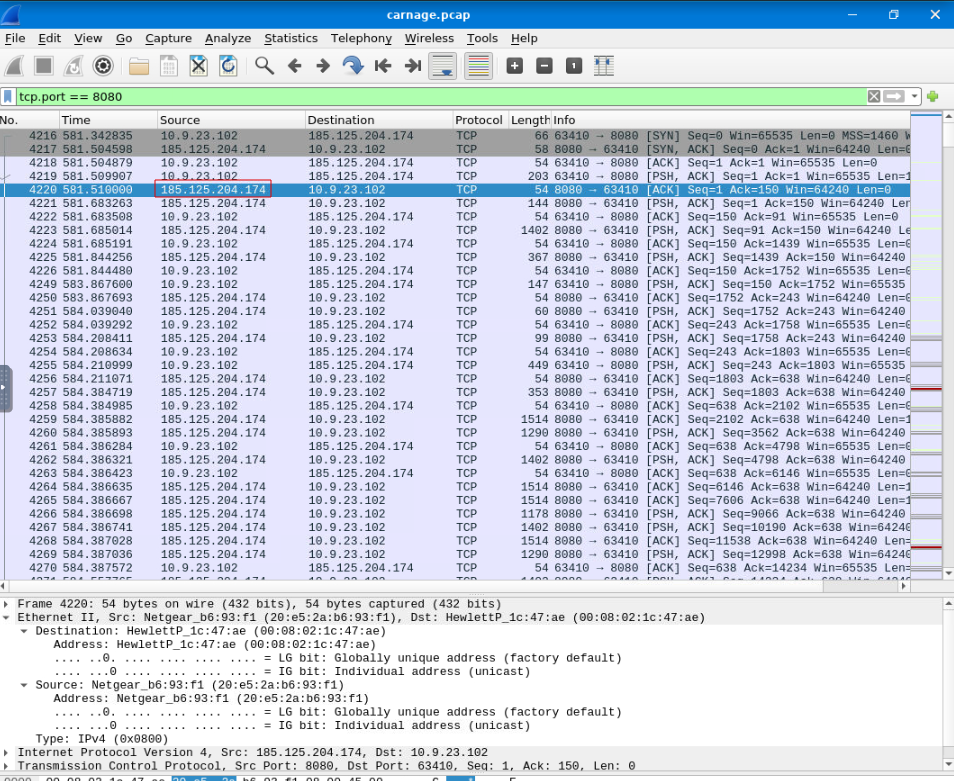 carnage.pcap
File Edit View Go Capture Analyze Statistics Telephony Wireless Tools Help
tcp.port == 8080
No. Time Source Destination Protocol Length Info
4216 581.342835 10.9.23.102 185.125.204.174 TCP 66 63410 → 8080 [SYN] Seq=0 Win=65535 Len=0 MSS=1460 W
4217 581.504598 185.125.204.174 10.9.23.102 TCP 58 8080 → 63410 [SYN, ACK] Seq=0 Ack=1 Win=64240 Len=
4218 581.504879 10.9.23.102 185.125.204.174 TCP 54 63410 → 8080 [ACK] Seq=1 Ack=1 Win=65535 Len=0
4219 581.509907 10.9.23.102 185.125.204.174 TCP 203 63410 → 8080 [PSH, ACK] Seq=1 Ack=1 Win=65535 Len=1
4220 581.510000 185.125.204.174 10.9.23.102 TCP 54 8080 → 63410 [ACK] Seq=1 Ack=150 Win=64240 Len=0
4221 581.683263 185.125.204.174 10.9.23.102 TCP 144 8080 → 63410 [PSH, ACK] Seq=1 Ack=150 Win=64240 Ler
4222 581.683508 10.9.23.102 185.125.204.174 TCP 54 63410 → 8080 [ACK] Seq=150 Ack=91 Win=65535 Len=0
4223 581.685014 185.125.204.174 10.9.23.102 TCP 1402 8080 → 63410 [PSH, ACK] Seq=91 Ack=150 Win=64240 Le
4224 581.685191 10.9.23.102 185.125.204.174 TCP 54 63410 → 8080 [ACK] Seq=150 Ack=1439 Win=65535 Len=0
4225 581.844256 185.125.204.174 10.9.23.102 TCP 367 8080 → 63410 [PSH, ACK] Seq=1439 Ack=150 Win=64240
4226 581.844480 10.9.23.102 185.125.204.174 TCP 54 63410 → 8080 [ACK] Seq=150 Ack=1752 Win=65535 Len=0
4249 583.867600 10.9.23.102 185.125.204.174 TCP 147 63410 → 8080 [PSH, ACK] Seq=150 Ack=1752 Win=65535
4250 583.867693 185.125.204.174 10.9.23.102 TCP 54 8080 → 63410 [ACK] Seq=1752 Ack=243 Win=64240 Len=0
4251 584.039040 185.125.204.174 10.9.23.102 TCP 60 8080 → 63410 [PSH, ACK] Seq=1752 Ack=243 Win=64240
4252 584.039292 10.9.23.102 185.125.204.174 TCP 54 63410 → 8080 [ACK] Seq=243 Ack=1758 Win=65535 Len=0
4253 584.208411 185.125.204.174 10.9.23.102 TCP 99 8080 → 63410 [PSH, ACK] Seq=1758 Ack=243 Win=64240
4254 584.208634 10.9.23.102 185.125.204.174 TCP 54 63410 → 8080 [ACK] Seq=243 Ack=1803 Win=65535 Len=0
4255 584.210999 10.9.23.102 185.125.204.174 TCP 449 63410 → 8080 [PSH, ACK] Seq=243 Ack=1803 Win=65535
4256 584.211071 185.125.204.174 10.9.23.102 TCP 54 8080 → 63410 [ACK] Seq=1803 Ack=638 Win=64240 Len=0
4257 584.384719 185.125.204.174 10.9.23.102 TCP 353 8080 → 63410 [PSH, ACK] Seq=1803 Ack=638 Win=64240
4258 584.384985 10.9.23.102 185.125.204.174 TCP 54 63410 → 8080 [ACK] Seq=638 Ack=2102 Win=65535 Len=0
4259 584.385882 185.125.204.174 10.9.23.102 TCP 1514 8080 → 63410 [ACK] Seq=2102 Ack=638 Win=64240 Len=1
4260 584.385893 185.125.204.174 10.9.23.102 TCP 1290 8080 → 63410 [PSH, ACK] Seq=3562 Ack=638 Win=64240
4261 584.386284 10.9.23.102 185.125.204.174 TCP 54 63410 → 8080 [ACK] Seq=638 Ack=4798 Win=65535 Len=0
4262 584.386321 185.125.204.174 10.9.23.102 TCP 1402 8080 → 63410 [PSH, ACK] Seq=4798 Ack=638 Win=64240
4263 584.386423 10.9.23.102 185.125.204.174 TCP 54 63410 → 8080 [ACK] Seq=638 Ack=6146 Win=65535 Len=0
4264 584.386635 185.125.204.174 10.9.23.102 TCP 1514 8080 → 63410 [ACK] Seq=6146 Ack=638 Win=64240 Len=1
4265 584.386667 185.125.204.174 10.9.23.102 TCP 1514 8080 → 63410 [ACK] Seq=7606 Ack=638 Win=64240 Len=1
4266 584.386698 185.125.204.174 10.9.23.102 TCP 1178 8080 → 63410 [PSH, ACK] Seq=9066 Ack=638 Win=64240
4267 584.386741 185.125.204.174 10.9.23.102 TCP 1402 8080 → 63410 [PSH, ACK] Seq=10190 Ack=638 Win=6424
4268 584.387028 185.125.204.174 10.9.23.102 TCP 1514 8080 → 63410 [ACK] Seq=11538 Ack=638 Win=64240 Len=
4269 584.387036 185.125.204.174 10.9.23.102 TCP 1290 8080 → 63410 [PSH, ACK] Seq=12998 Ack=638 Win=6424
4270 584.387572 10.9.23.102 185.125.204.174 TCP 54 63410 → 8080 [ACK] Seq=638 Ack=14234 Win=65535 Len=
Frame 4220: 54 bytes on wire (432 bits), 54 bytes captured (432 bits)
Ethernet II, Src: Netgear_b6:93:f1 (20:e5:2a:b6:93:f1), Dst: HewlettP_1c:47:ae (00:08:02:1c:47:ae)
Destination: HewlettP_1c:47:ae (00:08:02:1c:47:ae)
Address: HewlettP_1c:47:ae (00:08:02:1c:47:ae)
.... ..0. .... .... .... .... = LG bit: Globally unique address (factory default)
.... ...0 .... .... .... .... = IG bit: Individual address (unicast)
Source: Netgear_b6:93:f1 (20:e5:2a:b6:93:f1)
Address: Netgear_b6:93:f1 (20:e5:2a:b6:93:f1)
.... ..0. .... .... .... .... = LG bit: Globally unique address (factory default)
.... ...0 .... .... .... .... = IG bit: Individual address (unicast)
Type: IPv4 (0x0800)
Internet Protocol Version 4, Src: 185.125.204.174, Dst: 10.9.23.102
Transmission Control Protocol, Src Port: 8080, Dst Port: 63410, Seq: 1, Ack: 150, Len: 0